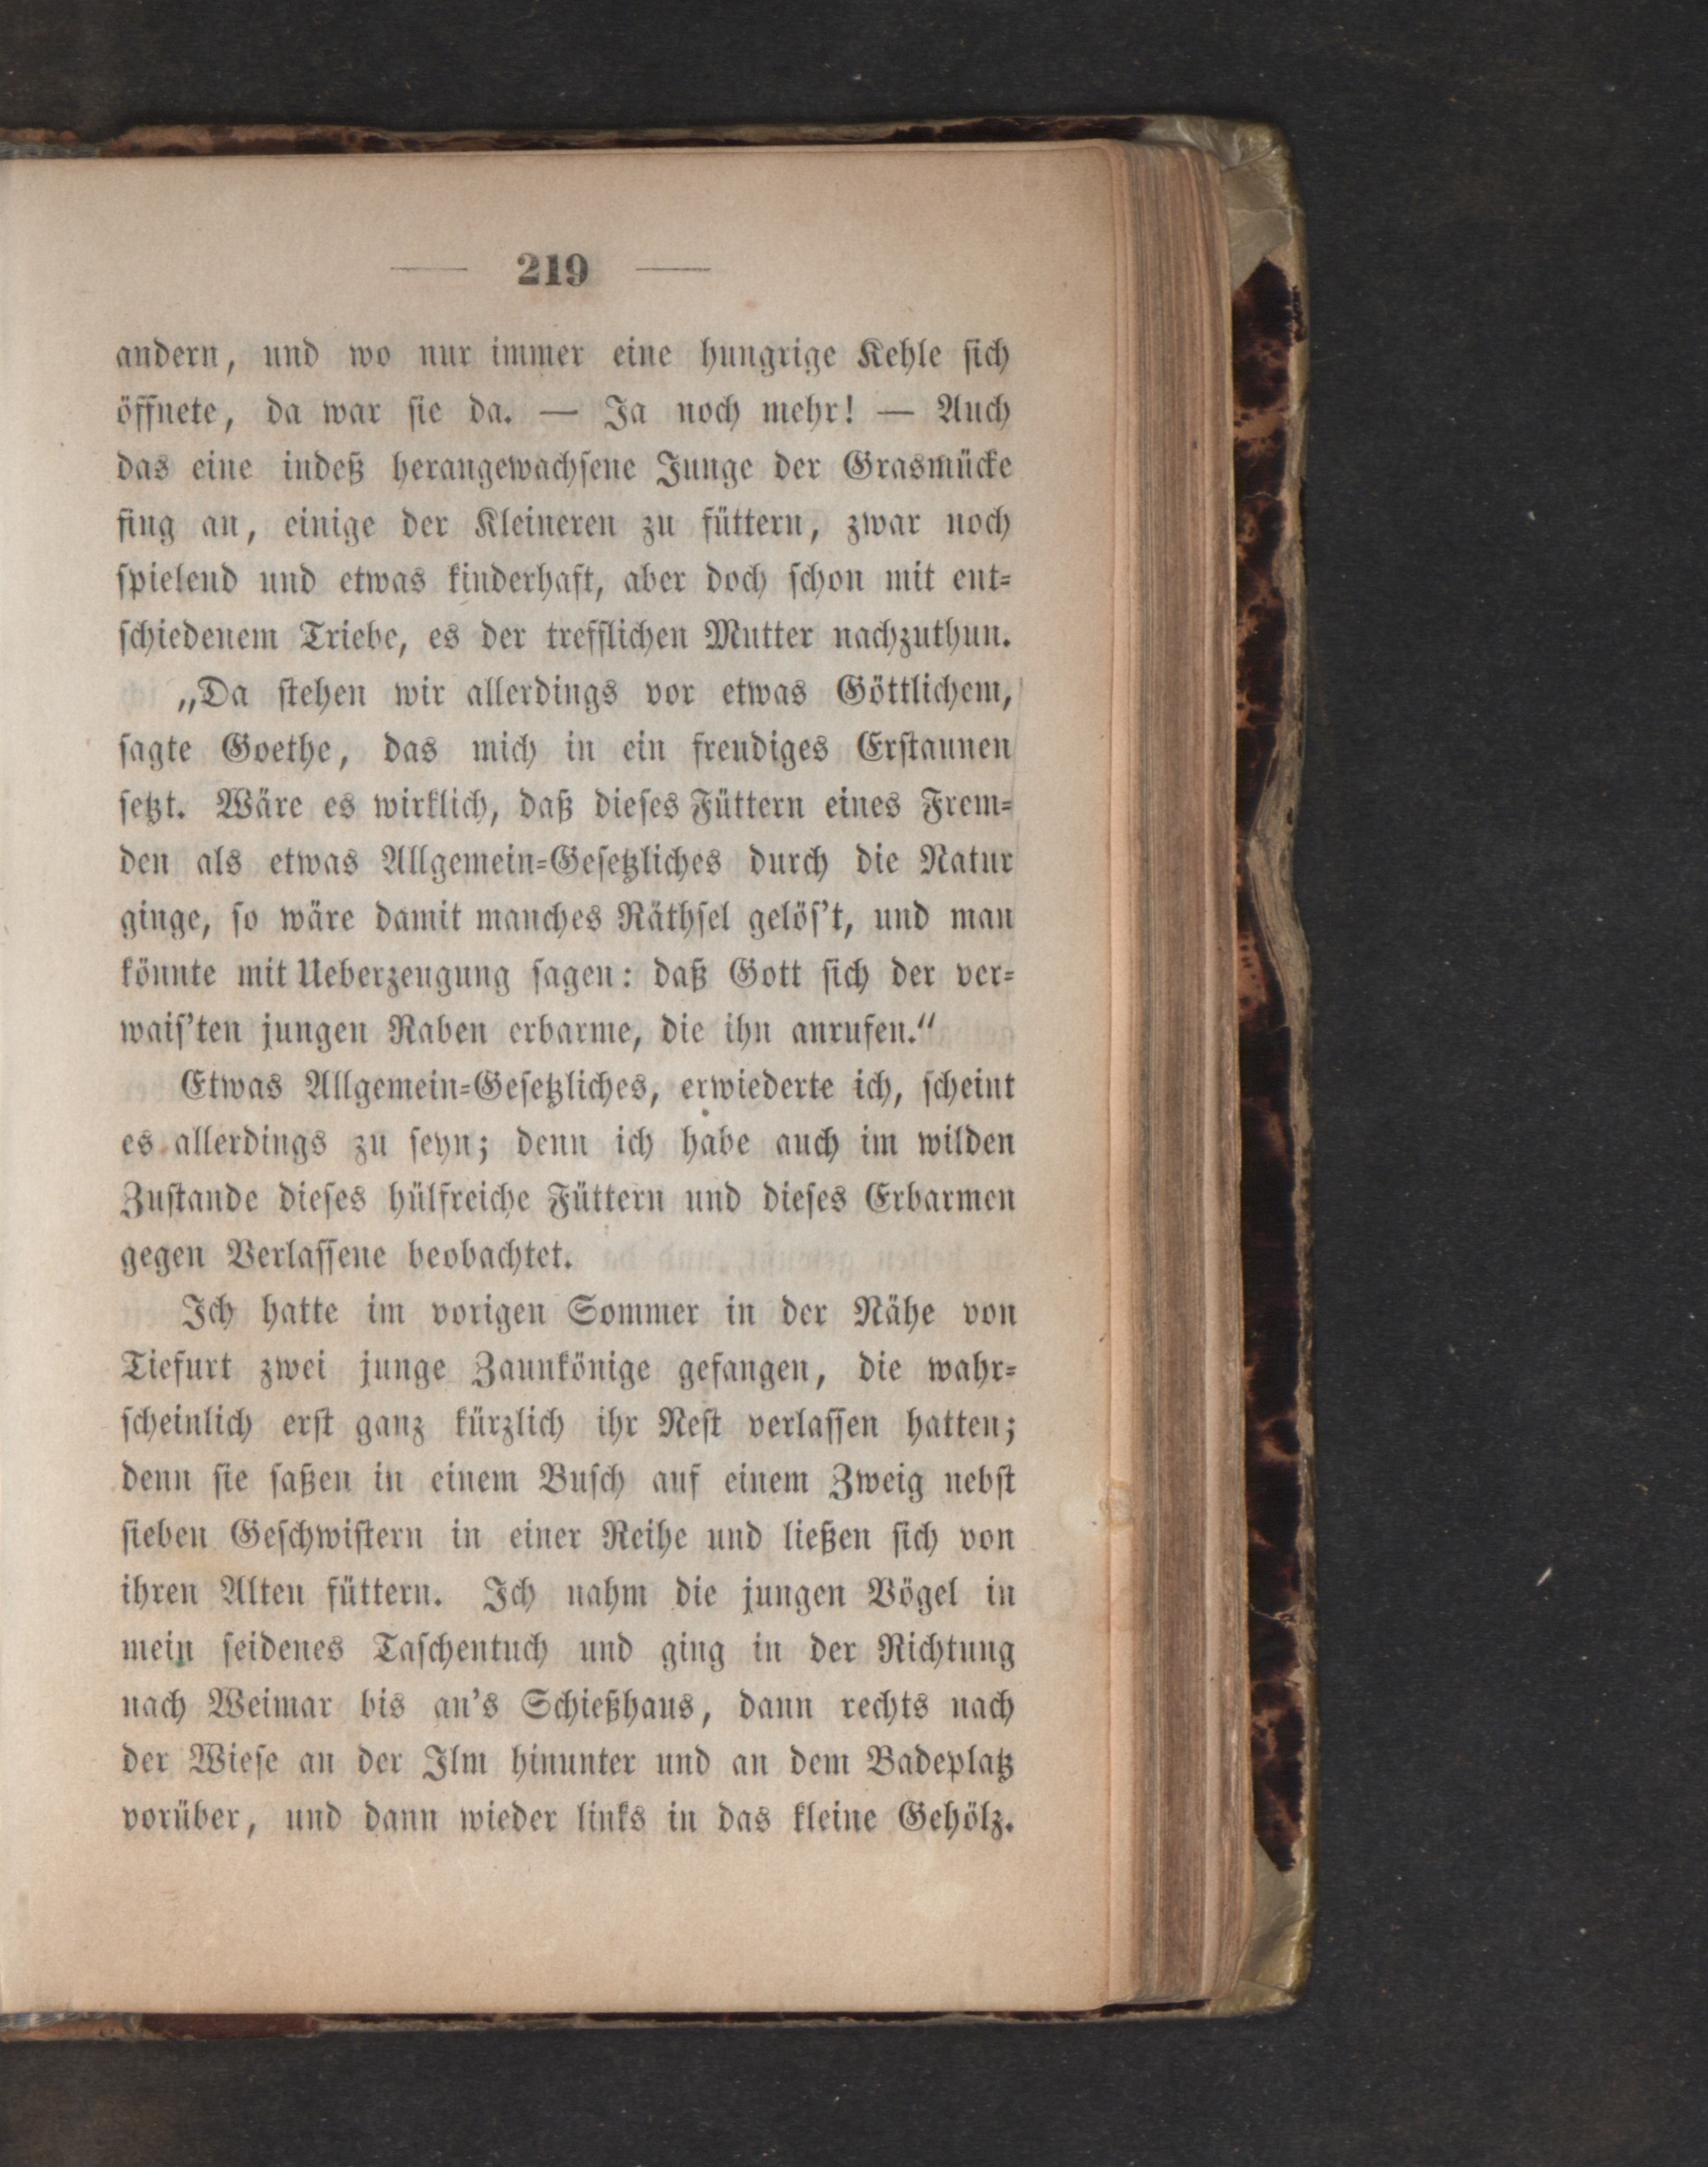 — 219 —
andern, und wo nur immer eine hungrige Kehle sich
öffnete, da war sie da. — Ja noch mehr! — Auch
das eine indeß herangewachsene Junge der Grasmücke
fing an, einige der Kleineren zu füttern, zwar noch
spielend und etwas kinderhaft, aber doch schon mit ent-
schiedenem Triebe, es der trefflichen Mutter nachzuthun.
„Da stehen wir allerdings vor etwas Göttlichem,
sagte Goethe, das mich in ein freudiges Erstaunen
setzt. Wäre es wirklich, daß dieses Füttern eines Frem-
den als etwas Allgemein-Gesetzliches durch die Natur
ginge, so wäre damit manches Räthsel gelös't, und man
könnte mit Ueberzeugung sagen: daß Gott sich der ver-
wais'ten jungen Raben erbarme, die ihn anrufen.“
Etwas Allgemein-Gesetzliches, erwiederte ich, scheint
es allerdings zu seyn; denn ich habe auch im wilden
Zustande dieses hülfreiche Füttern und dieses Erbarmen
gegen Verlassene beobachtet.
Ich hatte im vorigen Sommer in der Nähe von
Tiefurt zwei junge Zaunkönige gefangen, die wahr-
scheinlich erst ganz kürzlich ihr Nest verlassen hatten;
denn sie saßen in einem Busch auf einem Zweig nebst
sieben Geschwistern in einer Reihe und ließen sich von
ihren Alten füttern. Ich nahm die jungen Vögel in
mein seidenes Taschentuch und ging in der Richtung
nach Weimar bis an's Schießhaus, dann rechts nach
der Wiese an der Ilm hinunter und an dem Badeplatz
vorüber, und dann wieder links in das kleine Gehölz.